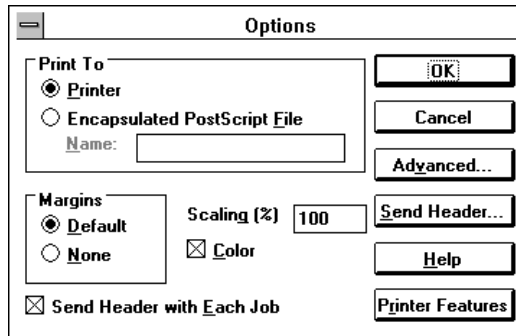 Options
Print To
Printer
Encapsulated PostScript File
Name:
Margins
Default
None
Scaling (%) 100
Color
Send Header with Each Job
OK
Cancel
Advanced...
Send Header...
Help
Printer Features